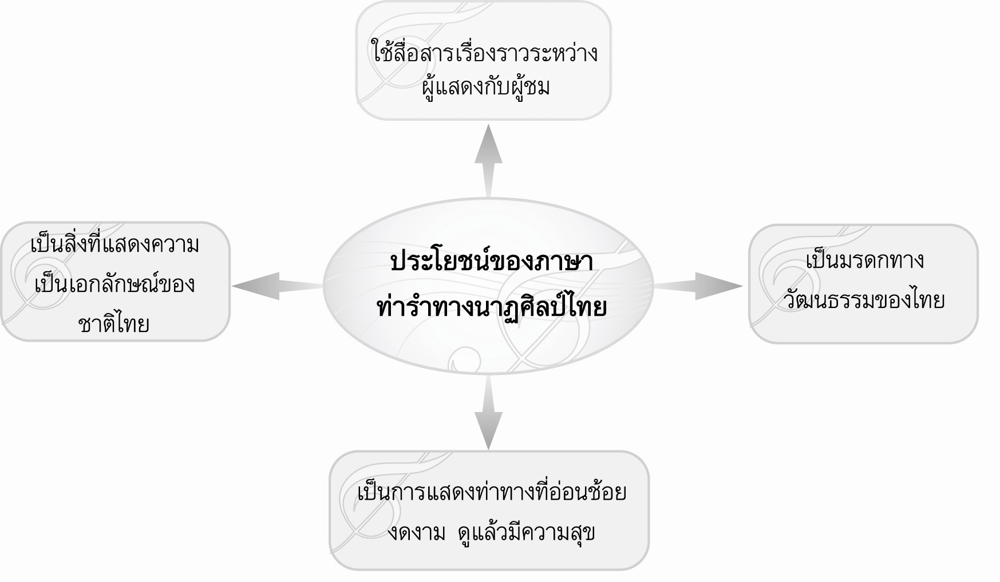 ใช้สื่อสารเรื่องราวระหว่าง
ผู้แสดงกับผู้ชม
เป็นสิ่งที่แสดงความ
เป็นเอกลักษณ์ของ
ชาติไทย
ประโยชน์ของภาษา
ท่ารำทางนาฏศิลป์ไทย
เป็นมรดกทาง
วัฒนธรรมของไทย
เป็นการแสดงท่าทางที่อ่อนช้อย
งดงาม ดูแล้วมีความสุข